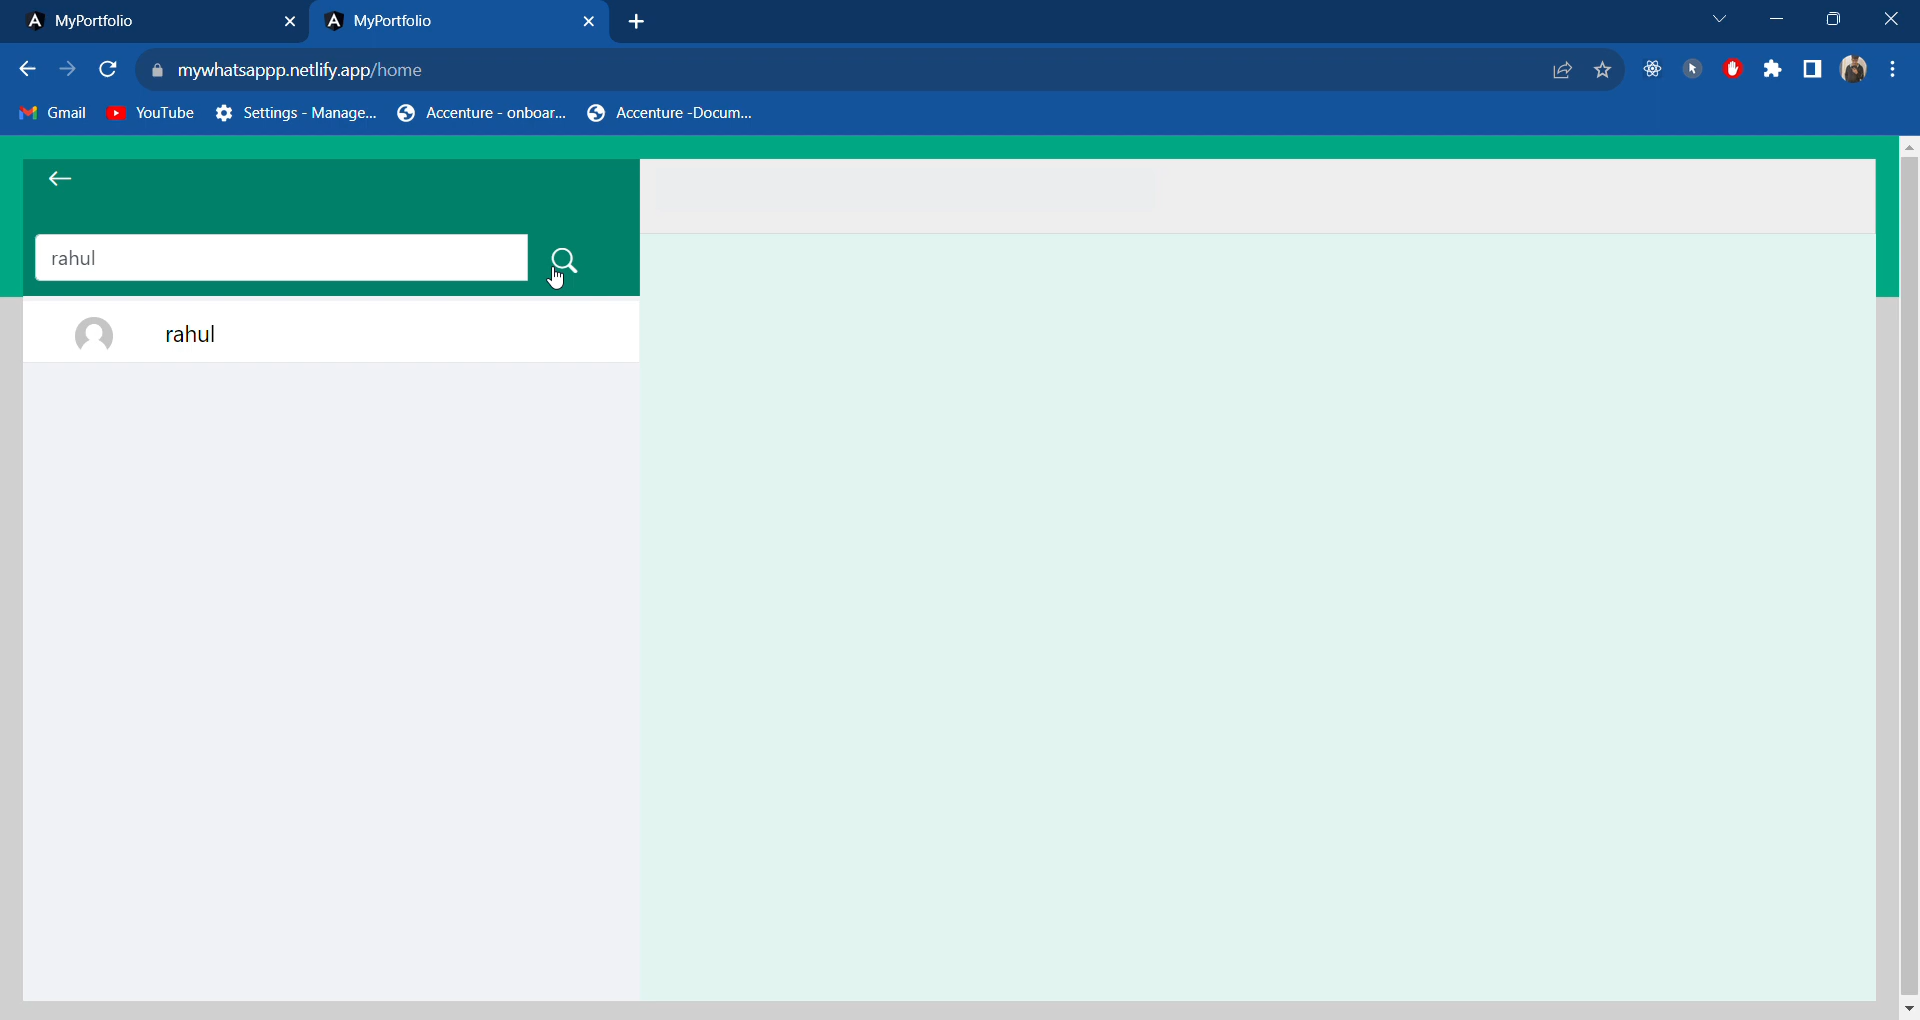 MyPortfolio
MyPortfolio
mywhatsappp.netlify.app/home
Gmail YouTube Settings - Manage... Accenture - onboar... Accenture -Docum...
rahul
rahul